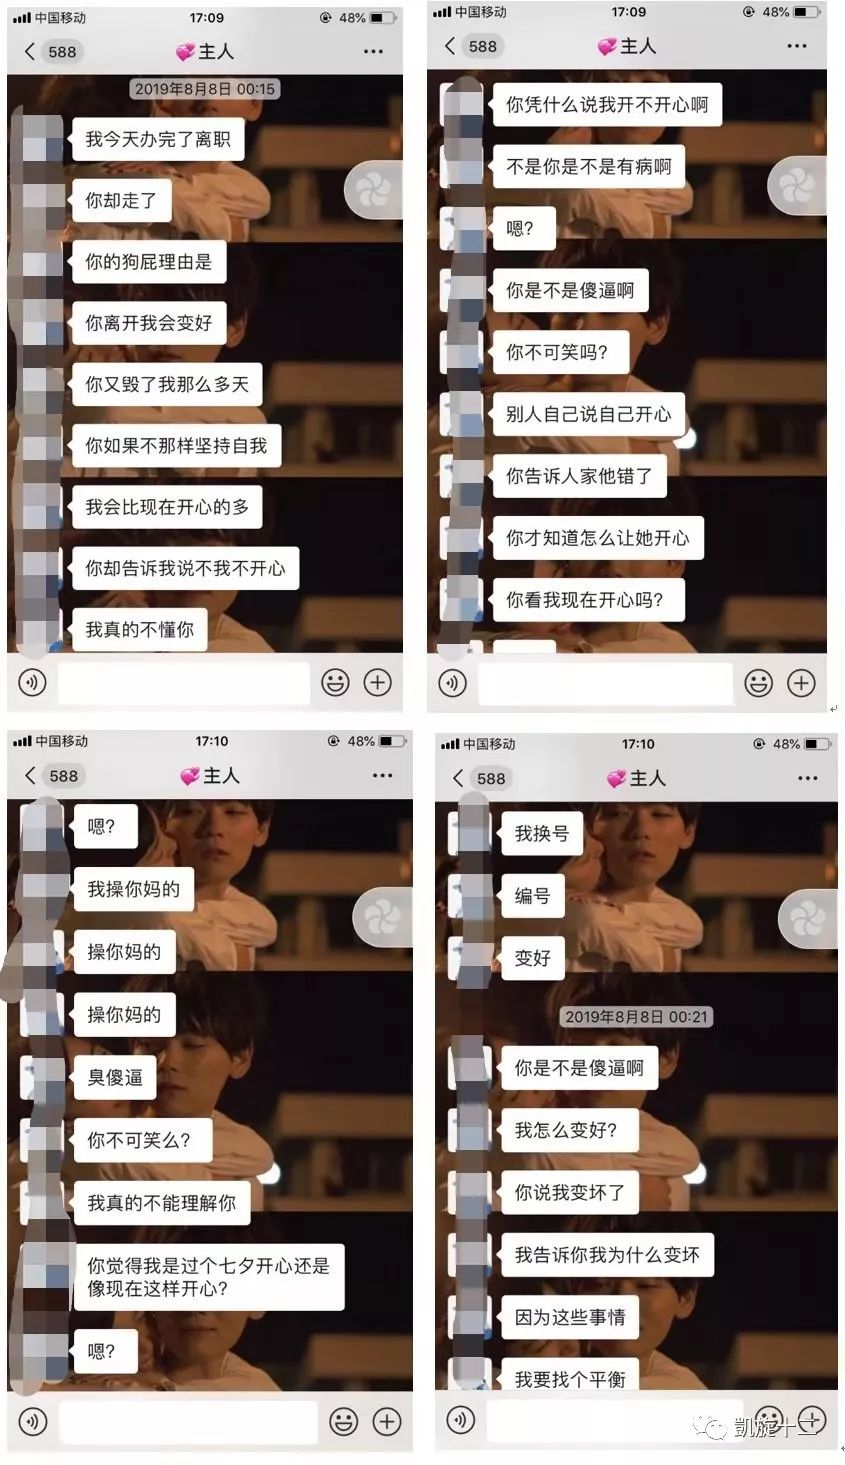 中国移动 17:09 48%
588 主人
2019年8月8日 00:15
我今天办完了离职
你却走了
你的狗屁理由是
你离开我会变好
你又毁了我那么多天
你如果不那样坚持自我
我会比现在开心的多
你却告诉我说不我不开心
我真的不懂你
中国移动 17:09 48%
588 主人
你凭什么说我开不开心啊
不是你是不是有病啊
嗯?
你是不是傻逼啊
你不可笑吗?
别人自己说自己开心
你告诉人家他错了
你才知道怎么让她开心
你看我现在开心吗?
中国移动 17:10 48%
588 主人
嗯?
我操你妈的
操你妈的
操你妈的
臭傻逼
你不可笑么?
我真的不能理解你
你觉得我是过个七夕开心还是
像现在这样开心?
嗯?
中国移动 17:10 48%
588 主人
我换号
编号
变好
2019年8月8日 00:21
你是不是傻逼啊
我怎么变好?
你说我变坏了
我告诉你我为什么变坏
因为这些事情
我要找个平衡
凱旋十二